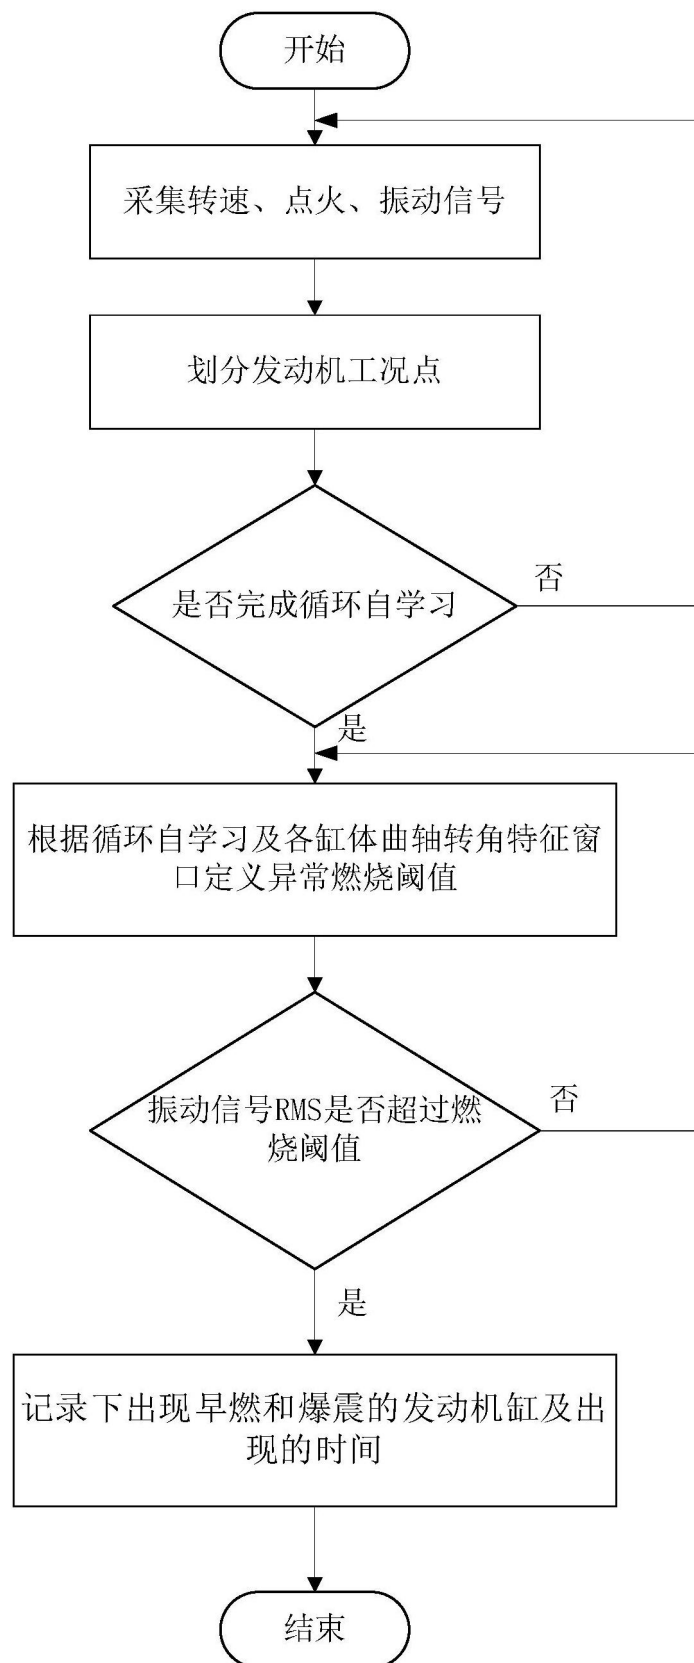 开始
采集转速、点火、振动信号
划分发动机工况点
是否完成循环自学习
否
是
根据循环自学习及各缸体曲轴转角特征窗
口定义异常燃烧阈值
振动信号RMS是否超过燃
烧阈值
否
是
记录下出现早燃和爆震的发动机缸及出
现的时间
结束